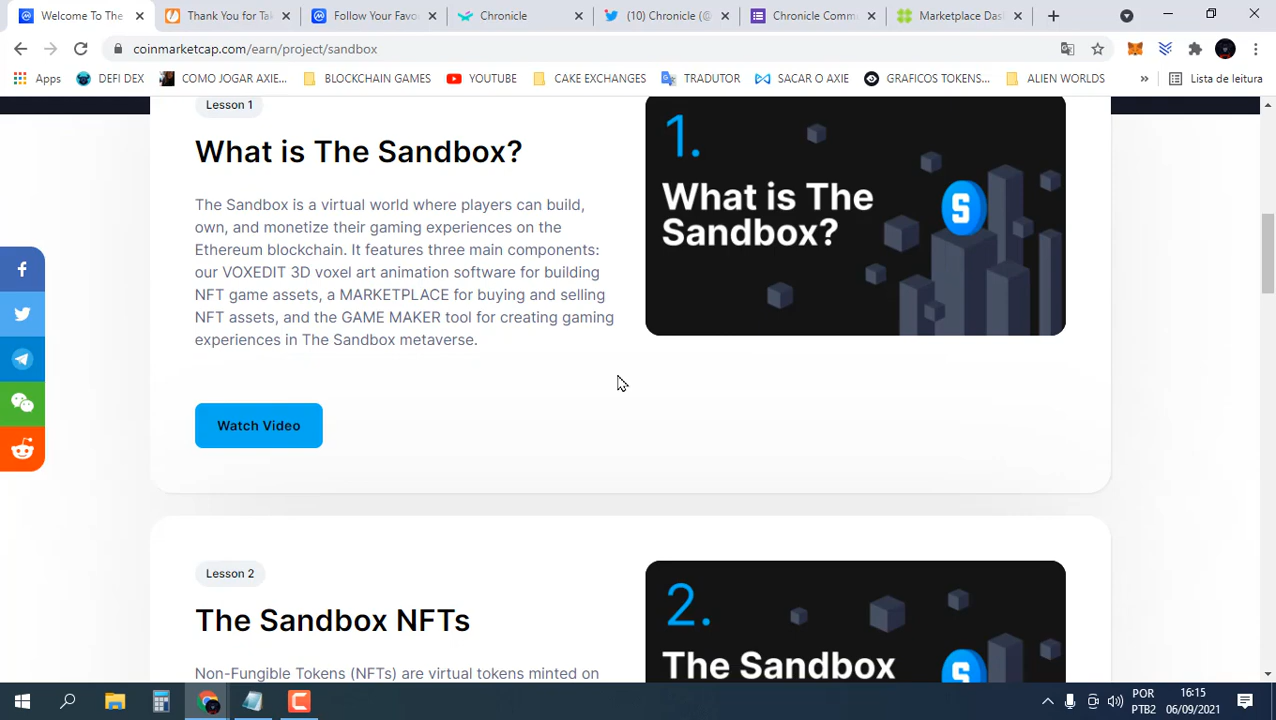 Welcome To The
Thank You for Tak
Follow Your Favo
Chronicle
(10) Chronicle (@
Chronicle Comm
Marketplace Das
coinmarketcap.com/earn/project/sandbox
Apps
DEFI DEX
COMO JOGAR AXIE...
BLOCKCHAIN GAMES
YOUTUBE
CAKE EXCHANGES
TRADUTOR
SACAR O AXIE
GRAFICOS TOKENS...
ALIEN WORLDS
»
Lista de leitura
Lesson 1
What is The Sandbox?
The Sandbox is a virtual world where players can build,
own, and monetize their gaming experiences on the
Ethereum blockchain. It features three main components:
our VOXEDIT 3D voxel art animation software for building
NFT game assets, a MARKETPLACE for buying and selling
NFT assets, and the GAME MAKER tool for creating gaming
experiences in The Sandbox metaverse.
Watch Video
1.
What is The
Sandbox?
S
Lesson 2
The Sandbox NFTs
Non-Fungible Tokens (NFTs) are virtual tokens minted on
2.
The Sandbox
S
POR
PTB2
16:15
06/09/2021